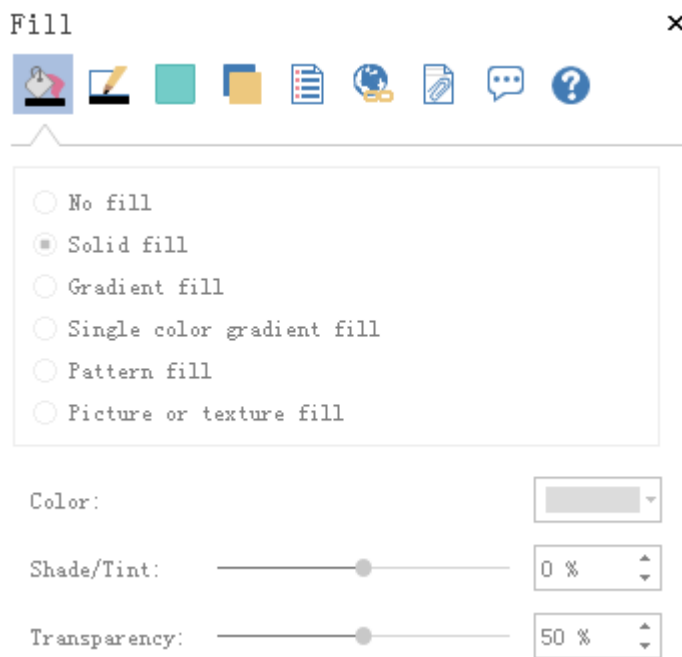 Fill
No fill
Solid fill
Gradient fill
Single color gradient fill
Pattern fill
Picture or texture fill
Color:
Shade/Tint: 0 %
Transparency: 50 %